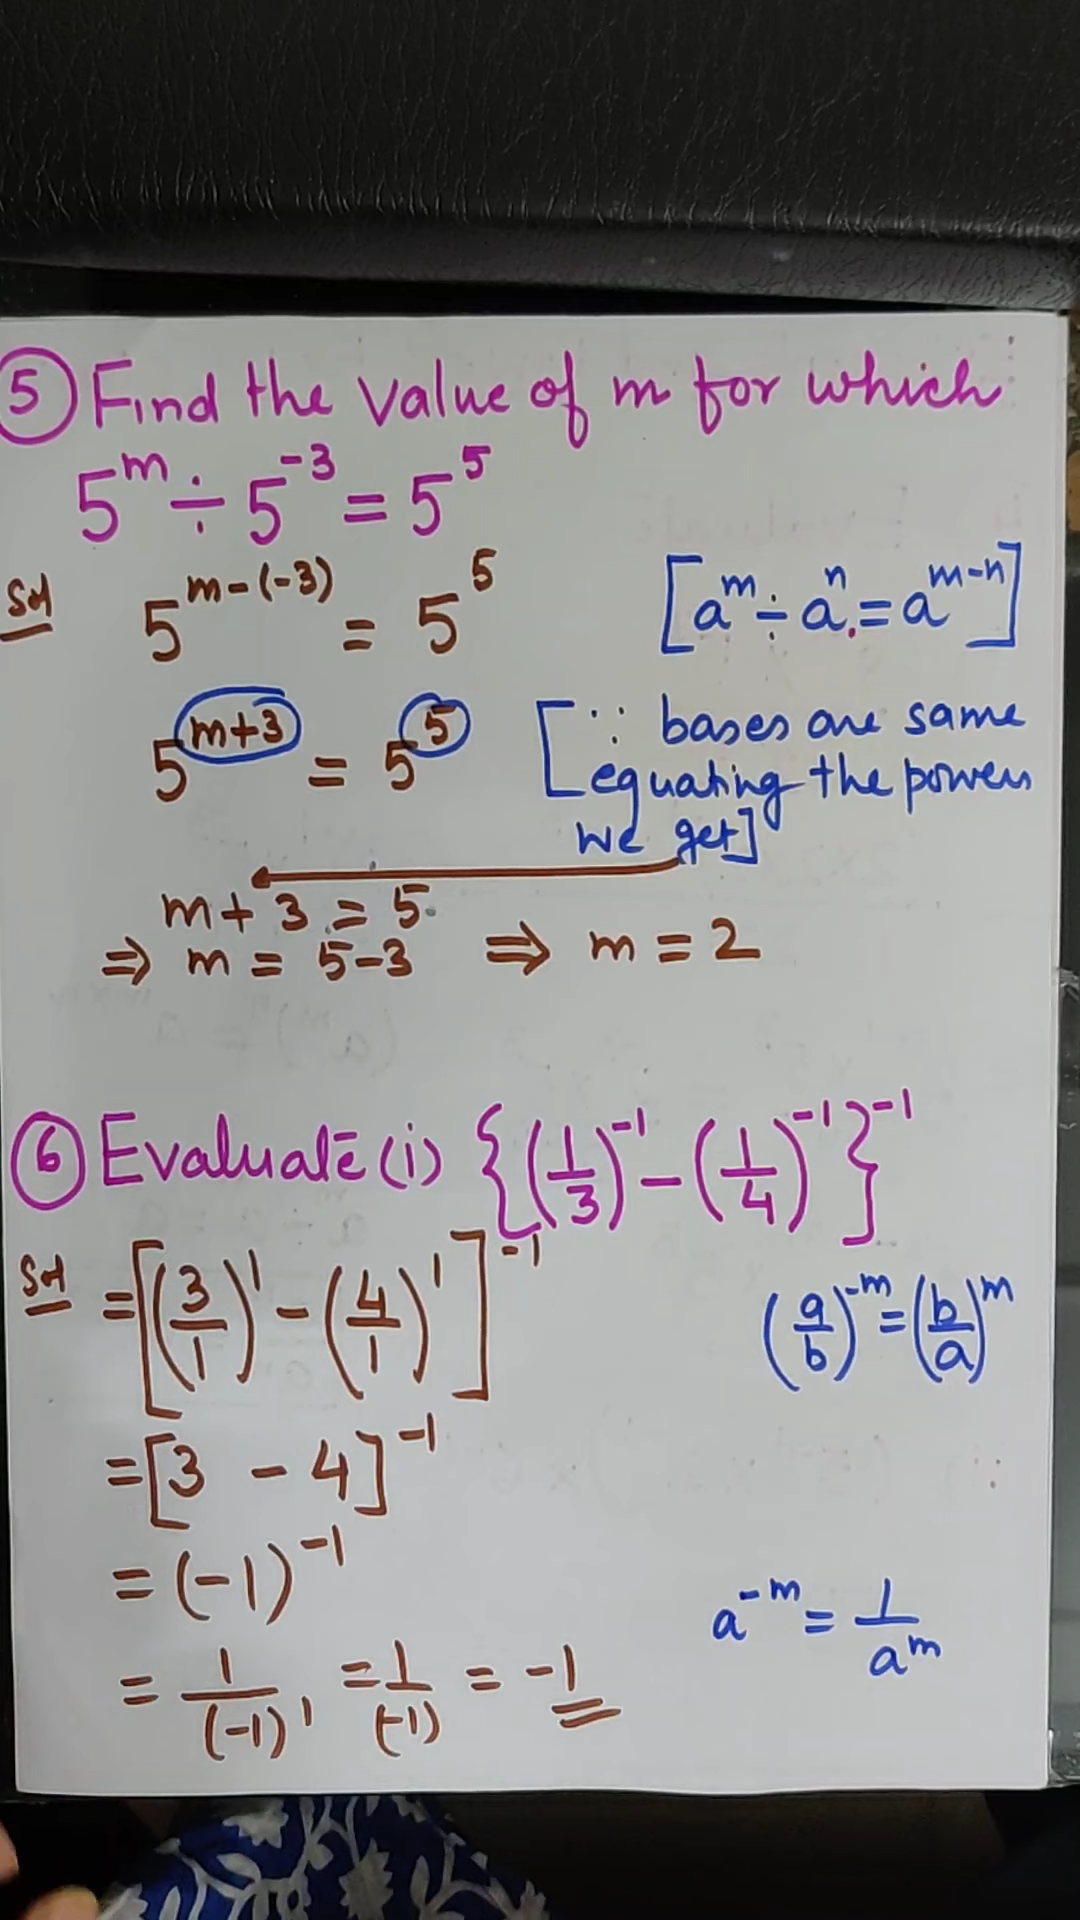 ⑤ Find the value of m for which
5^m ÷ 5^-3 = 5^5
Sol 5^m-(-3) = 5^5 [a^m ÷ a^n = a^m-n]
5^m+3 = 5^5 [∵ bases are same
equating the powers
we get]
m + 3 = 5
⇒ m = 5-3 ⇒ m = 2
⑥ Evaluate (i) {(1/3)^-1 - (1/4)^-1}^-1
Sol = [(3/1)^1 - (4/1)^1]^-1 (a/b)^-m = (b/a)^m
= [3 - 4]^-1
= (-1)^-1
a^-m = 1/a^m
= 1/(-1)^1 = 1/(-1) = -1